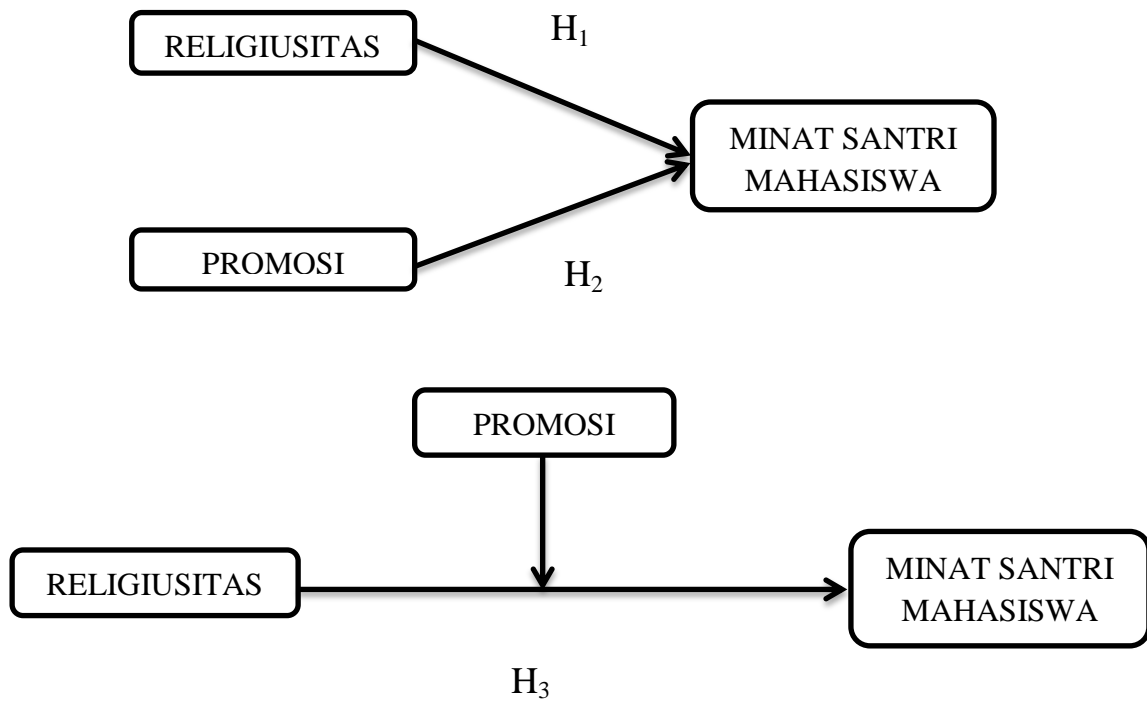 RELIGIUSITAS
H₁
MINAT SANTRI
MAHASISWA
PROMOSI
H₂
PROMOSI
RELIGIUSITAS
MINAT SANTRI
MAHASISWA
H₃